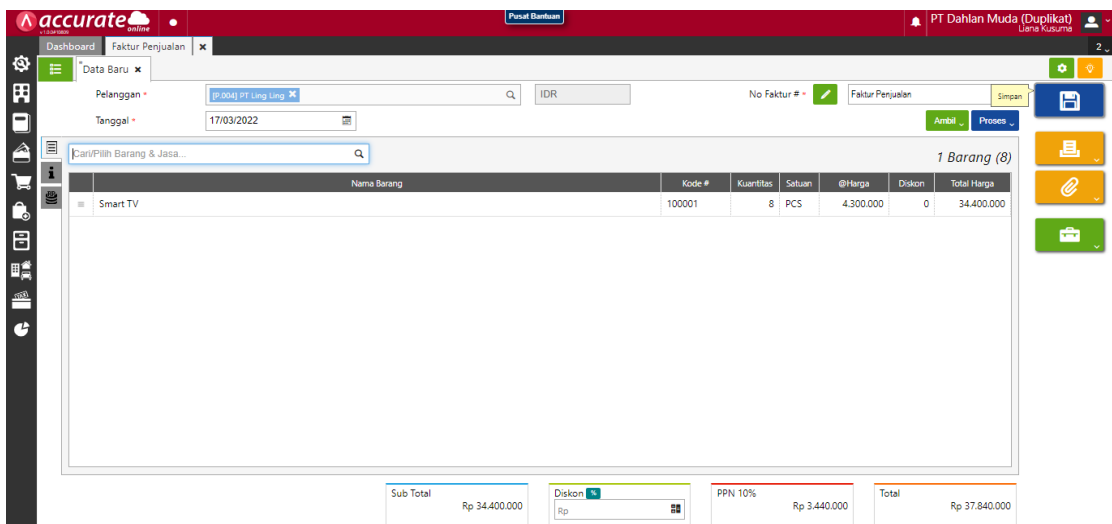 accurate
online
Pusat Bantuan
PT Dahlan Muda (Duplikat)
Liana Kusuma
Dashboard
Faktur Penjualan
2
Data Baru
Pelanggan *
[P.004] PT Ling Ling
IDR
No Faktur # *
Faktur Penjualan
Simpan
Tanggal *
17/03/2022
Ambil
Proses
Cari/Pilih Barang & Jasa...
1 Barang (8)
Nama Barang Kode # Kuantitas Satuan @Harga Diskon Total Harga
Smart TV 100001 8 PCS 4.300.000 0 34.400.000
Sub Total
Rp 34.400.000
Diskon %
Rp
PPN 10%
Rp 3.440.000
Total
Rp 37.840.000